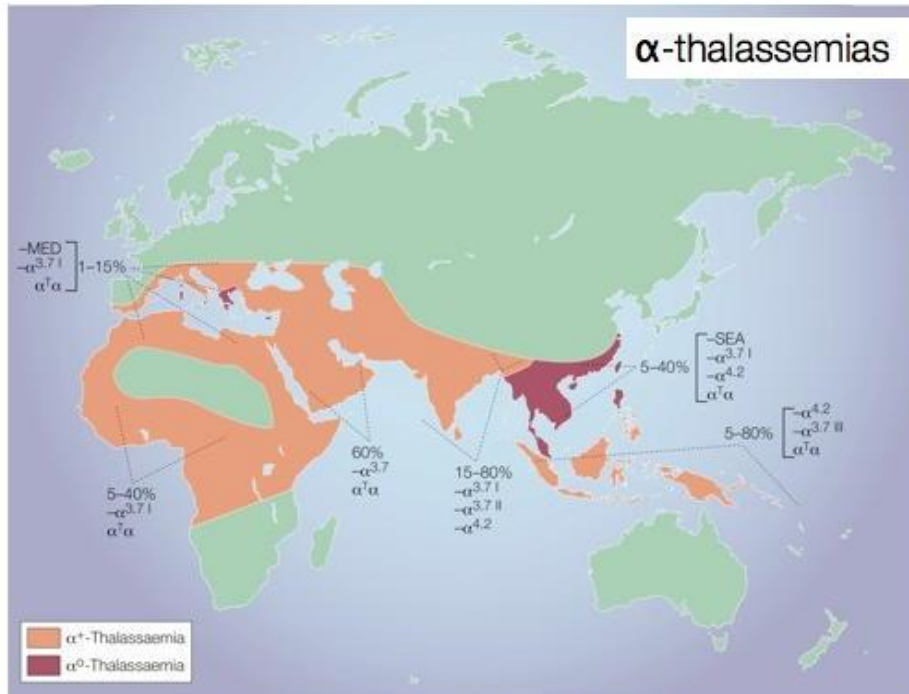 α-thalassemias
–MED
–α3.7 I
αTα
1–15%
–SEA
–α3.7 I
–α4.2
αTα
5–40%
–α4.2
–α3.7 III
αTα
5–80%
60%
–α3.7
αTα
15–80%
–α3.7 I
–α3.7 II
–α4.2
5–40%
–α3.7 I
αTα
α+-Thalassaemia
αo-Thalassaemia